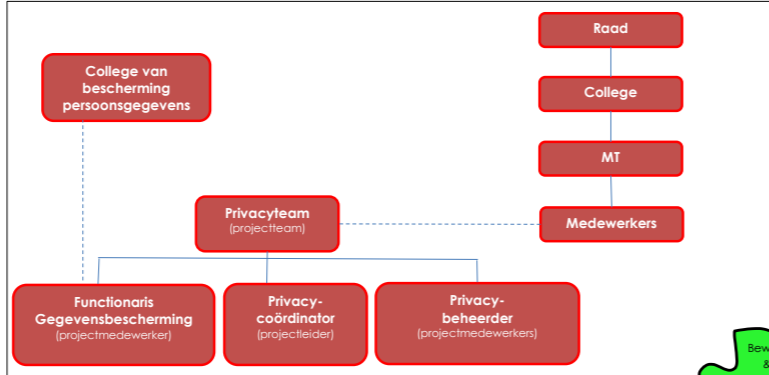 Raad
College van
bescherming
persoonsgegevens
College
MT
Privacyteam
(projectteam)
Medewerkers
Functionaris
Gegevensbescherming
(projectmedewerker)
Privacy-
coördinator
(projectleider)
Privacy-
beheerder
(projectmedewerkers)
&